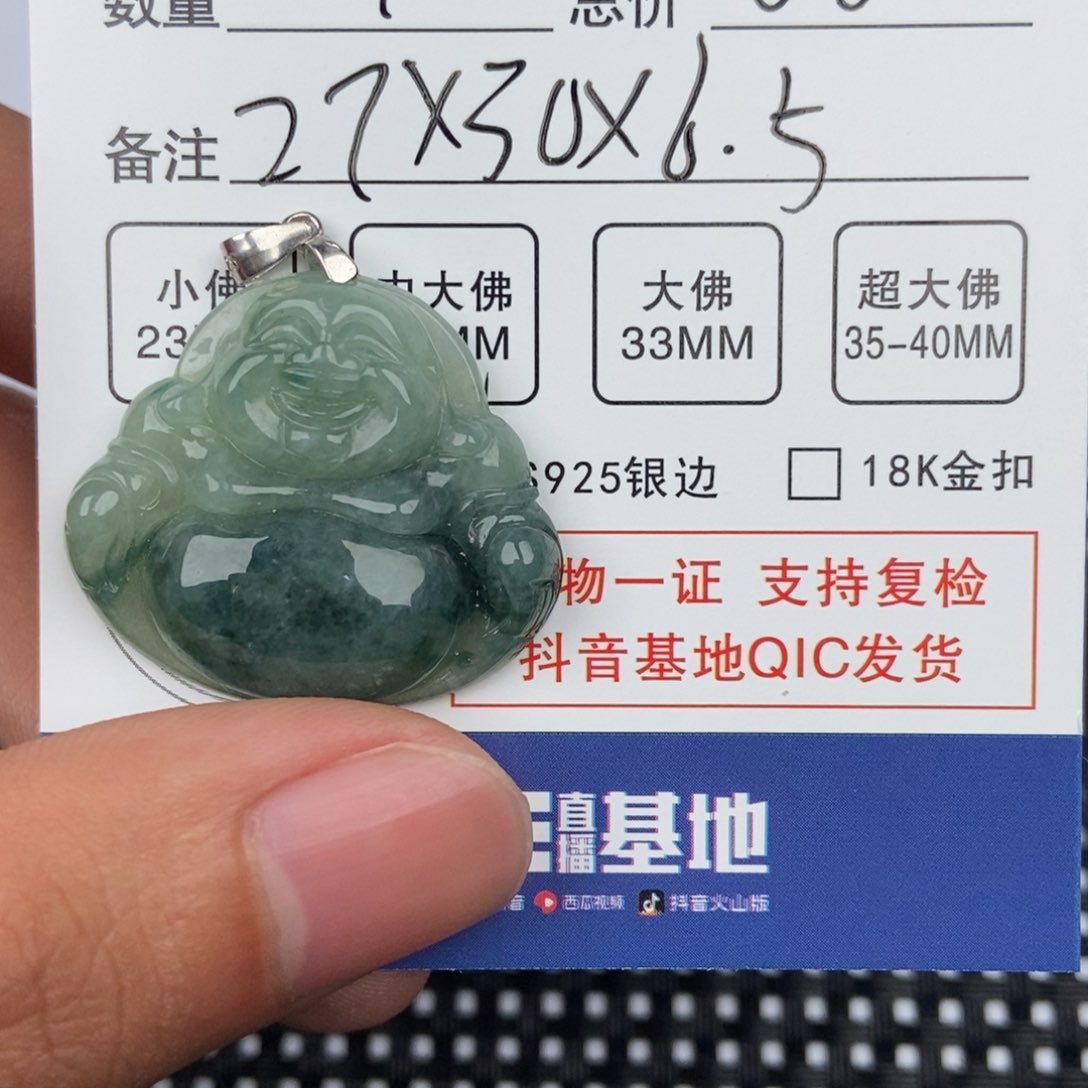 数量 总价
备注 27X30X6.5
小佛 大佛 大佛 超大佛
23 MM 33MM 35-40MM
S925银边 18K金扣
物一证 支持复检
抖音基地QIC发货
直播基地
音 西瓜视频 抖音火山版